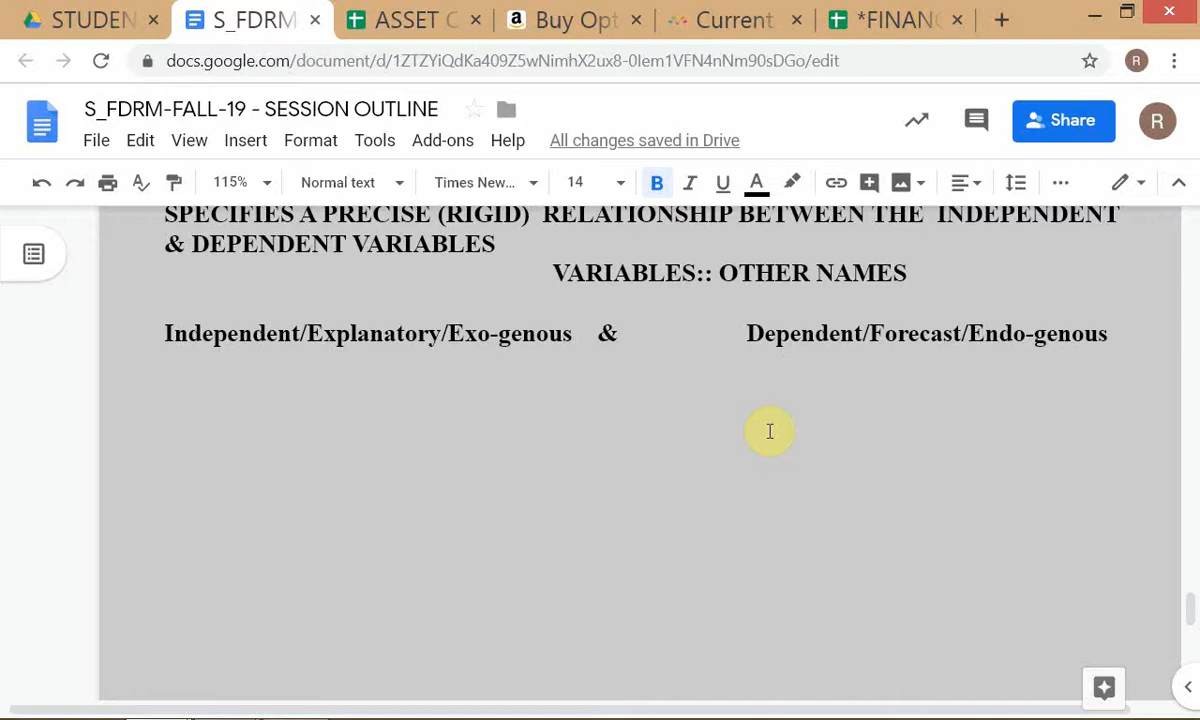 STUDEN
S_FDRM
ASSET C
Buy Opt
Current
*FINANC
docs.google.com/document/d/1ZTZYiQdKa409Z5wNimhX2ux8-0Iem1VFN4nNm90sDGo/edit
R
S_FDRM-FALL-19 - SESSION OUTLINE
File Edit View Insert Format Tools Add-ons Help All changes saved in Drive
Share
R
115% Normal text Times New... 14 B I U A
SPECIFIES A PRECISE (RIGID) RELATIONSHIP BETWEEN THE INDEPENDENT
& DEPENDENT VARIABLES
VARIABLES:: OTHER NAMES
Independent/Explanatory/Exo-genous & Dependent/Forecast/Endo-genous